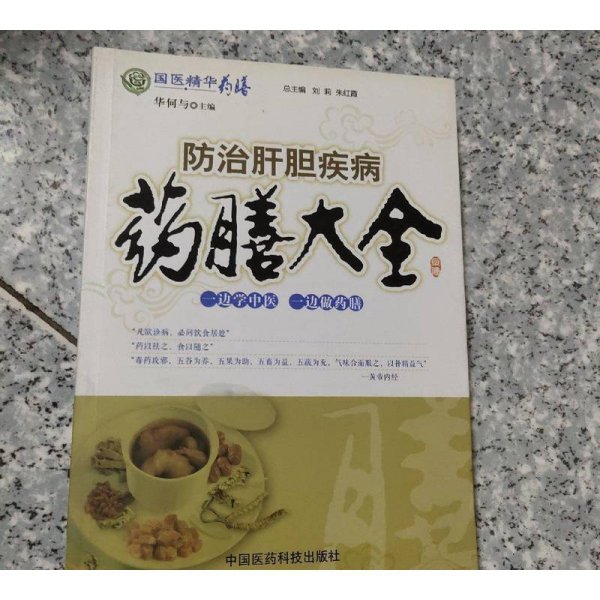 国医精华药膳
总主编 刘 莉 朱红霞
华何与 主编
防治肝胆疾病
药膳大全
一边学中医 一边做药膳
“凡欲诊病，必问饮食居处”
“药以祛之，食以随之”
“毒药攻邪，五谷为养，五果为助，五畜为益，五蔬为充，气味合而服之，以补精益气”
—黄帝内经
膳
中国医药科技出版社